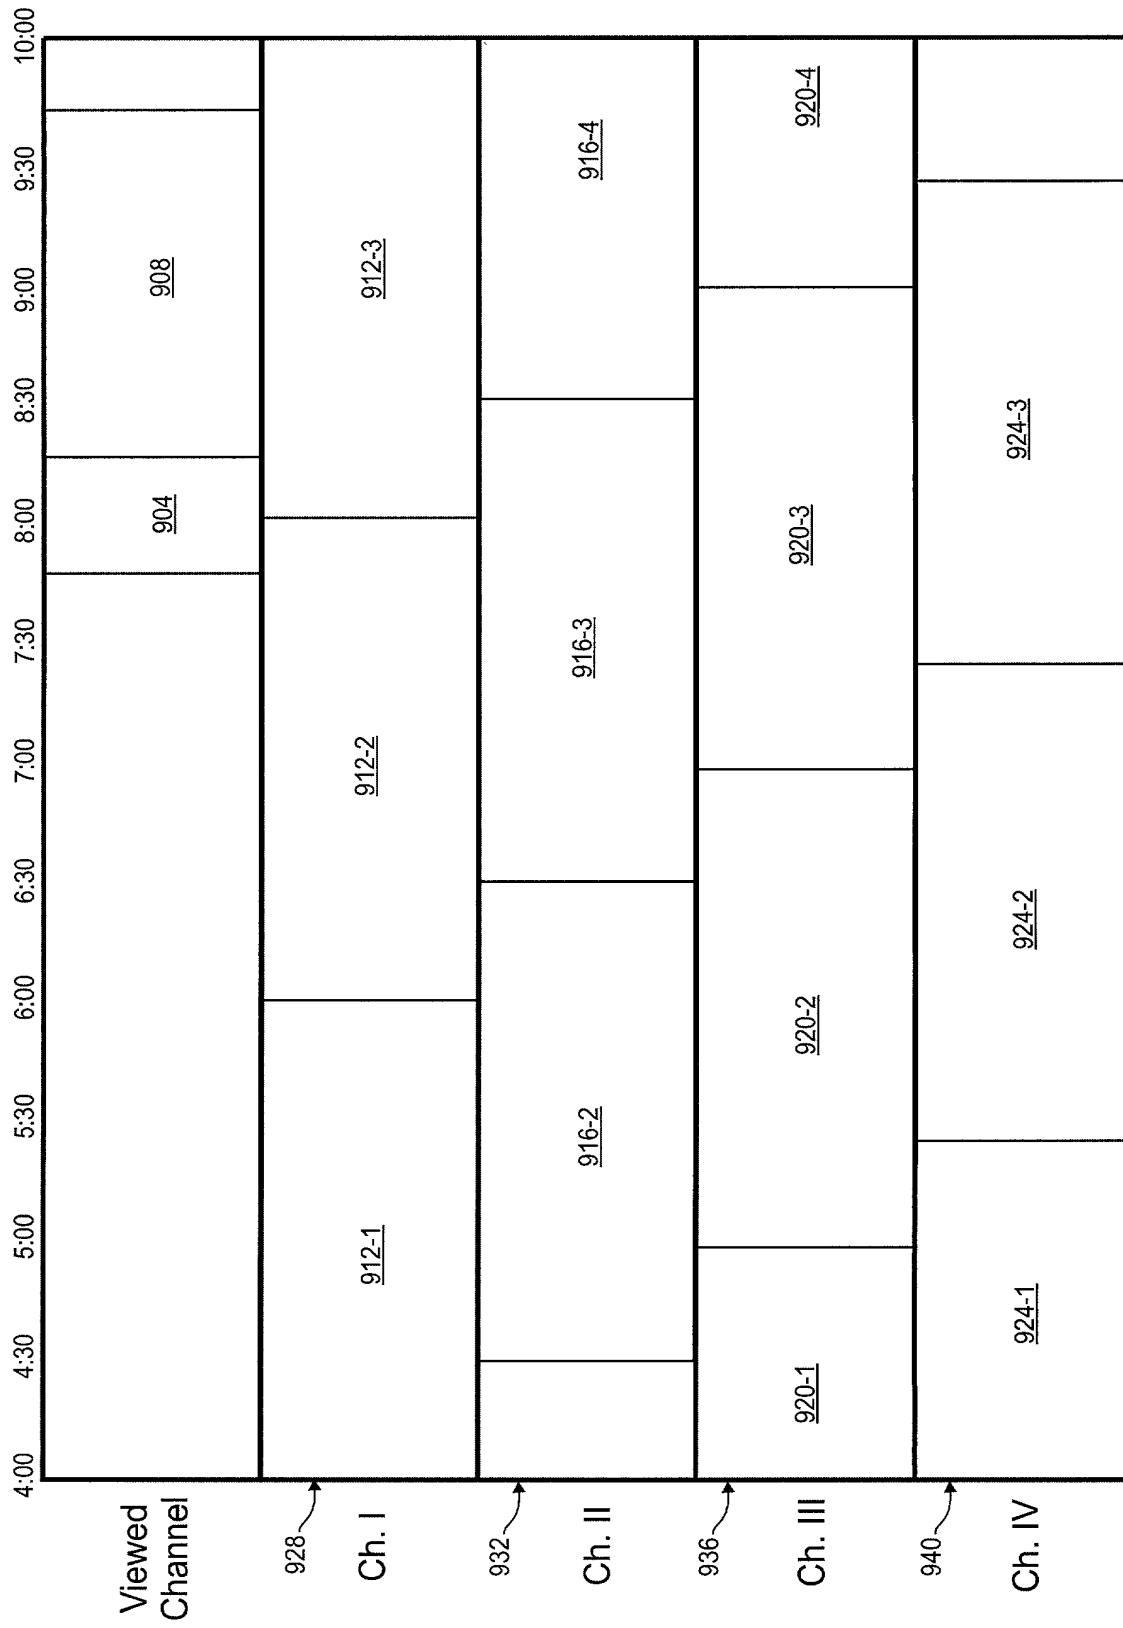 4:00 4:30 5:00 5:30 6:00 6:30 7:00 7:30 8:00 8:30 9:00 9:30 10:00
Viewed
Channel
904 908
928
Ch. I
912-1 912-2 912-3
932
Ch. II
916-2 916-3 916-4
936
Ch. III
920-1 920-2 920-3 920-4
940
Ch. IV
924-1 924-2 924-3